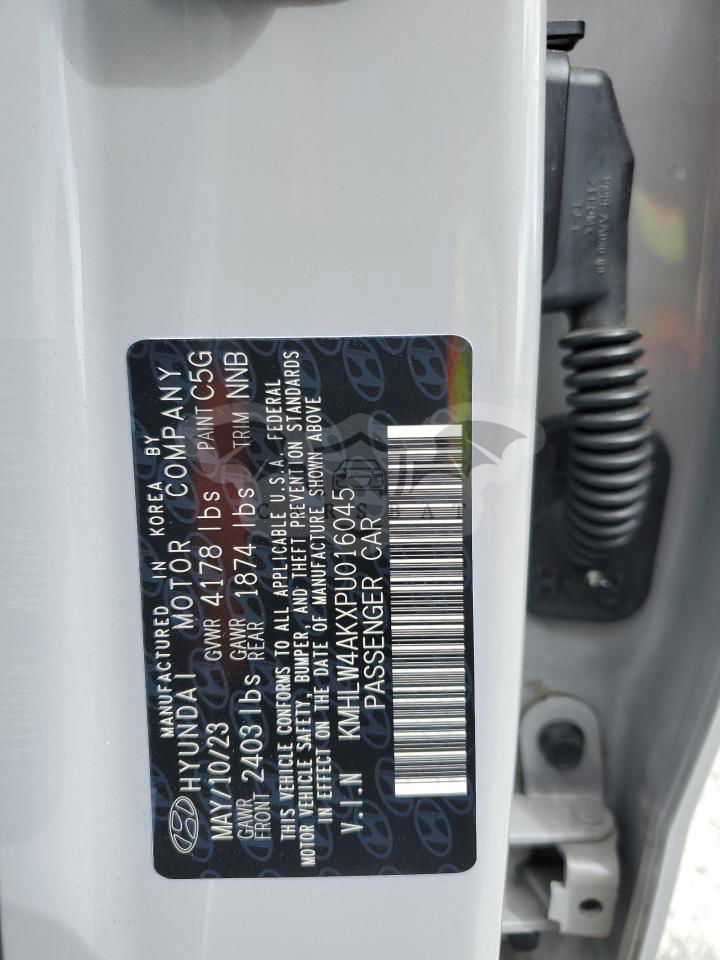 MANUFACTURED IN KOREA BY
HYUNDAI MOTOR COMPANY
MAY/10/23 GVWR 4178 lbs PAINT C5G
GAWR FRONT 2403 lbs GAWR REAR 1874 lbs TRIM NNB
THIS VEHICLE CONFORMS TO ALL APPLICABLE U.S.A. FEDERAL
MOTOR VEHICLE SAFETY, BUMPER, AND THEFT PREVENTION STANDARDS
IN EFFECT ON THE DATE OF MANUFACTURE SHOWN ABOVE
V.I.N KMHLW4AKXPU016045
PASSENGER CAR